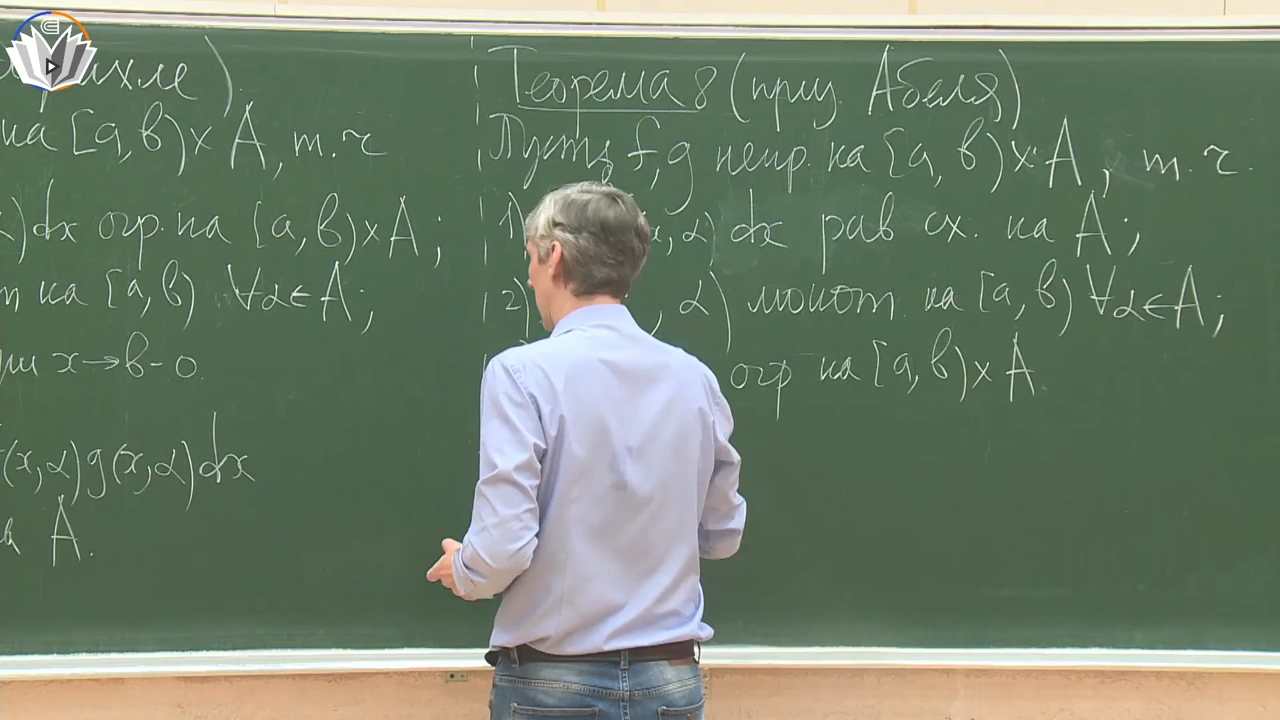 ихле).
на [a, b) × A, т.ч
α)dx огр. на [a, b) × A;
на [a, b) ∀α∈A;
при x→b-0.
(x,α)g(x,α)dx
A.
Теорема 8 (приз. Абеля)
Пусть f, g непр. на [a, b) × A, т.ч.
1) x,α)dx рав сх. на A;
2) , α) монот. на [a, b) ∀α∈A;
огр на [a, b) × A.